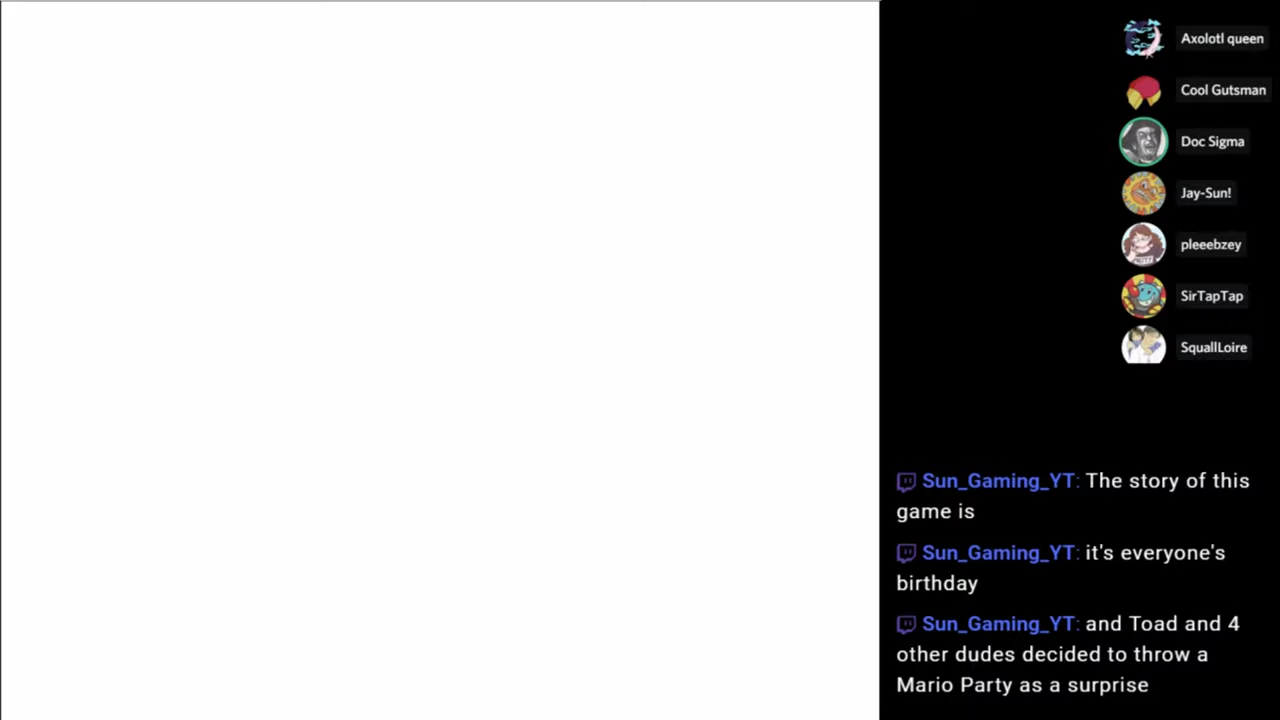 Axolotl queen
Cool Gutsman
Doc Sigma
Jay-Sun!
pleeebzey
SirTapTap
SquallLoire
Sun_Gaming_YT: The story of this
game is
Sun_Gaming_YT: it's everyone's
birthday
Sun_Gaming_YT: and Toad and 4
other dudes decided to throw a
Mario Party as a surprise